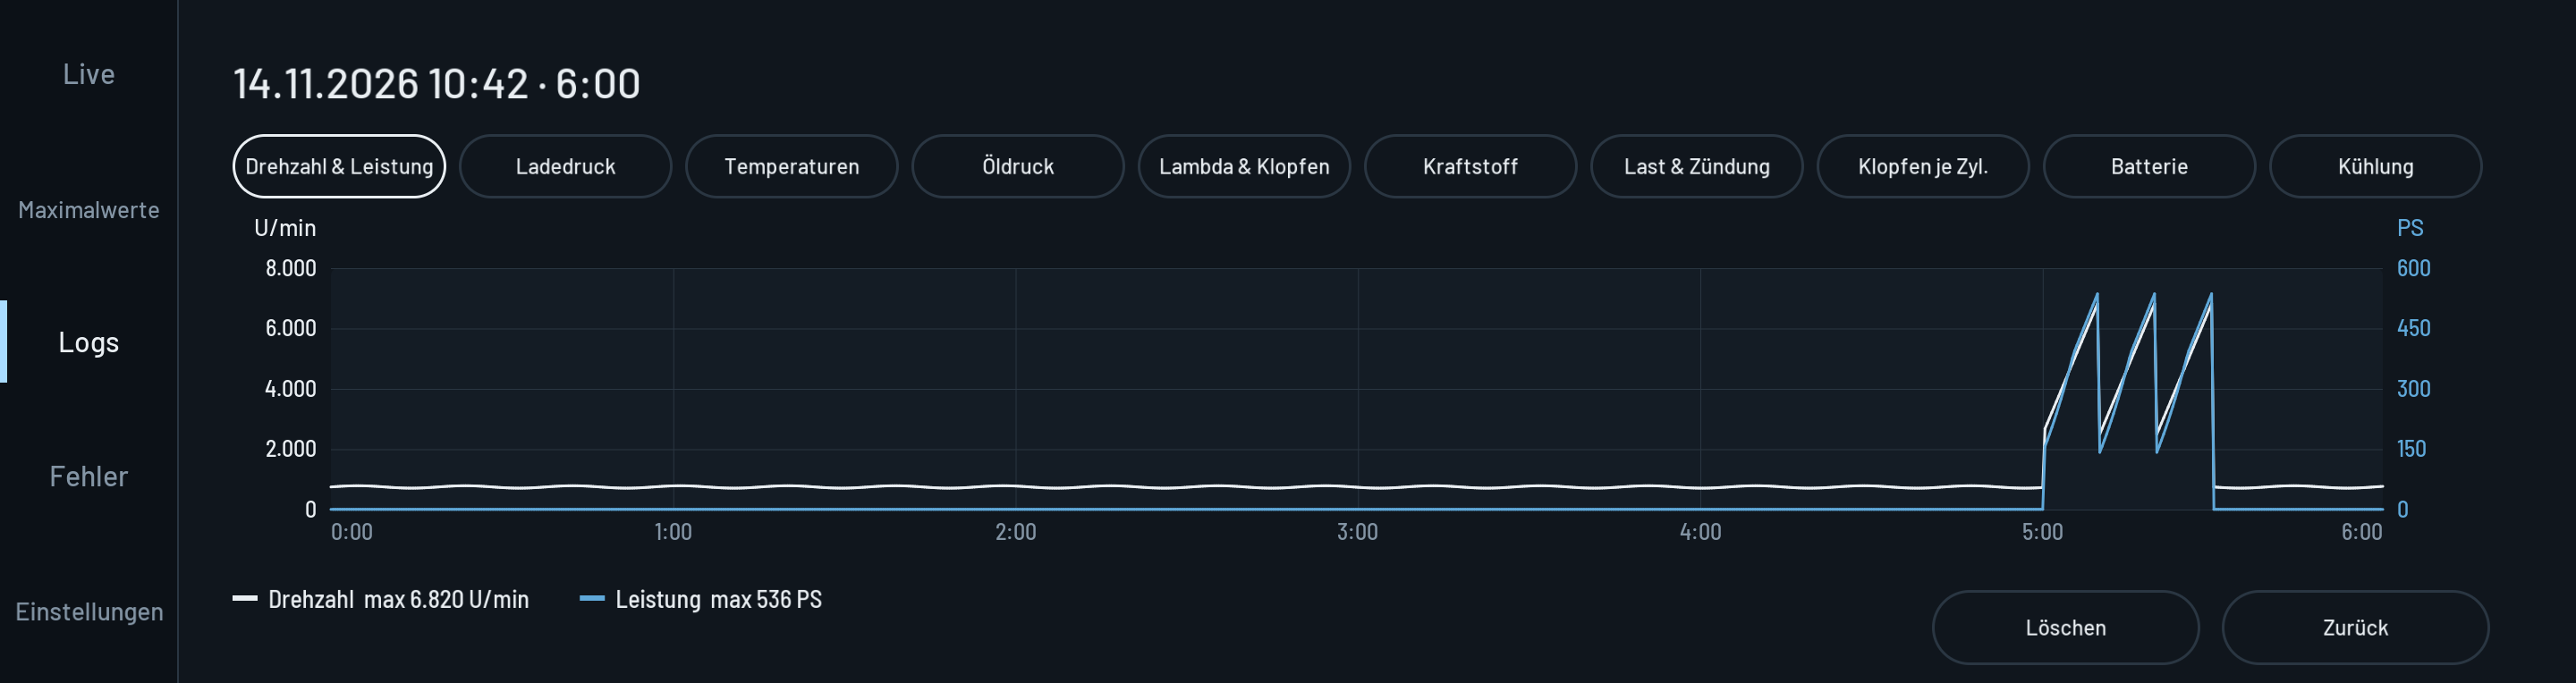 Live
Maximalwerte
Logs
Fehler
Einstellungen
14.11.2026 10:42 · 6:00
Drehzahl & Leistung Ladedruck Temperaturen Öldruck Lambda & Klopfen Kraftstoff Last & Zündung Klopfen je Zyl. Batterie Kühlung
U/min PS
8.000 600
6.000 450
4.000 300
2.000 150
0 0
0:00 1:00 2:00 3:00 4:00 5:00 6:00
Drehzahl max 6.820 U/min Leistung max 536 PS
Löschen Zurück